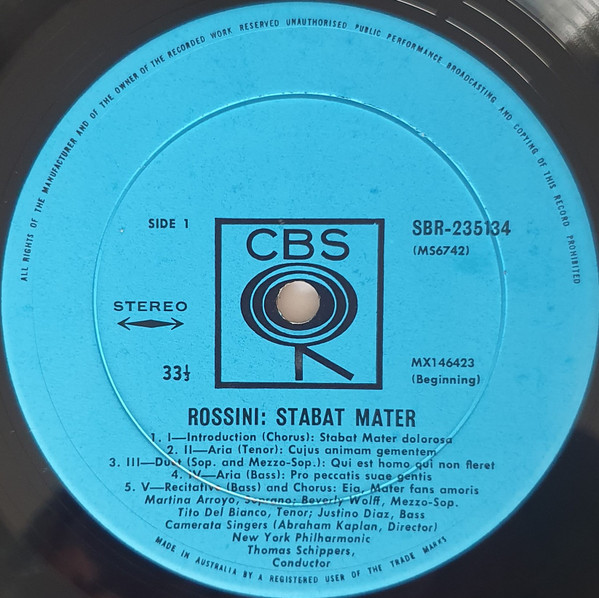 ALL RIGHTS OF THE MANUFACTURER AND OF THE OWNER OF THE RECORDED WORK RESERVED UNAUTHORISED PUBLIC PERFORMANCE BROADCASTING AND COPYING OF THIS RECORD PROHIBITED
SIDE 1
CBS
SBR-235134
(MS6742)
STEREO
33⅓
MX146423
(Beginning)
ROSSINI: STABAT MATER
1. I—Introduction (Chorus): Stabat Mater dolorosa
2. II—Aria (Tenor): Cujus animam gementem
3. III—Duet (Sop. and Mezzo-Sop.): Qui est homo qui non fleret
4. IV—Aria (Bass): Pro peccatis suae gentis
5. V—Recitative (Bass) and Chorus: Eia, Mater fans amoris
Martina Arroyo, Soprano; Beverly Wolff, Mezzo-Sop.
Tito Del Bianco, Tenor; Justino Diaz, Bass
Camerata Singers (Abraham Kaplan, Director)
New York Philharmonic
Thomas Schippers,
Conductor
MADE IN AUSTRALIA BY A REGISTERED USER OF THE TRADE MARKS